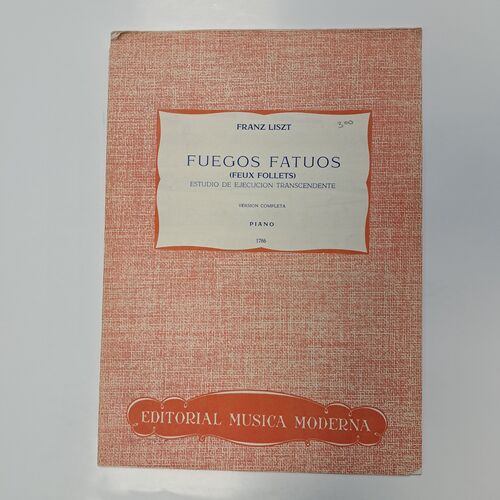 FRANZ LISZT
3,00
FUEGOS FATUOS
(FEUX FOLLETS)
ESTUDIO DE EJECUCION TRANSCENDENTE
VERSION COMPLETA
PIANO
1786
EDITORIAL MUSICA MODERNA